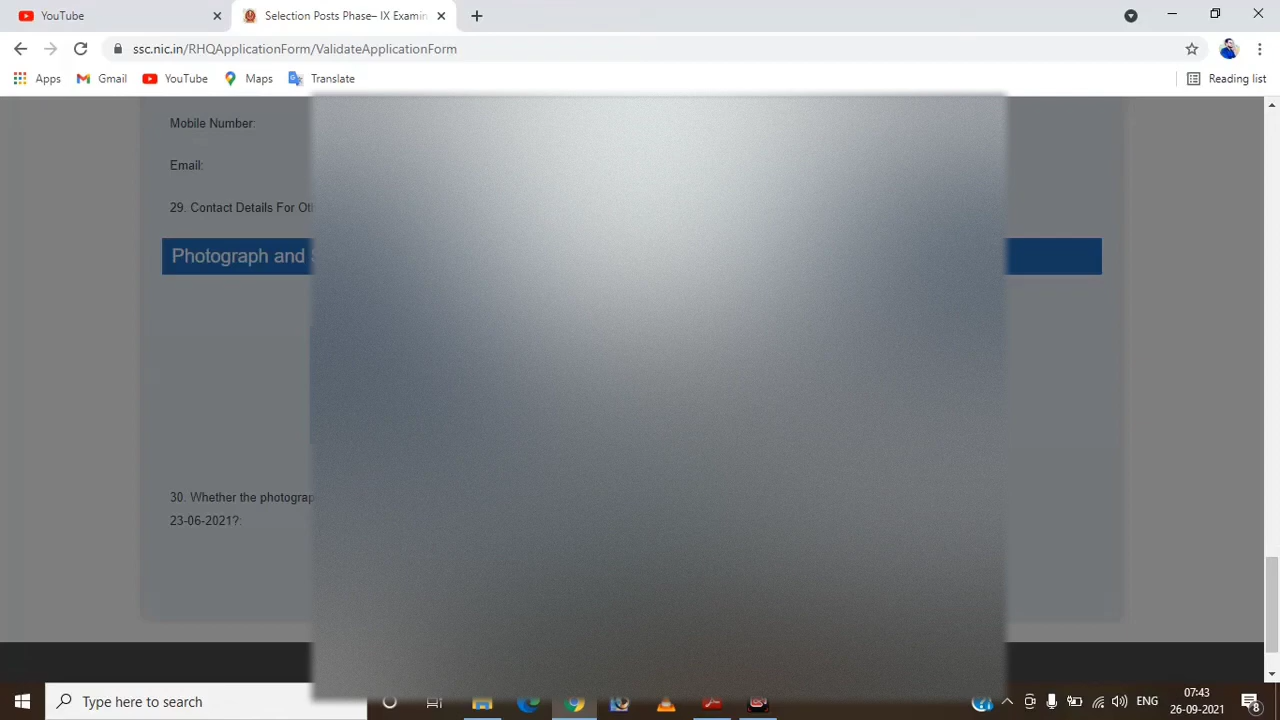 YouTube
Selection Posts Phase– IX Examin
ssc.nic.in/RHQApplicationForm/ValidateApplicationForm
Apps
Gmail
YouTube
Maps
Translate
Reading list
Mobile Number:
Email:
29. Contact Details For Oth
Photograph and
30. Whether the photograp
23-06-2021?:
Type here to search
ENG
07:43
26-09-2021
8